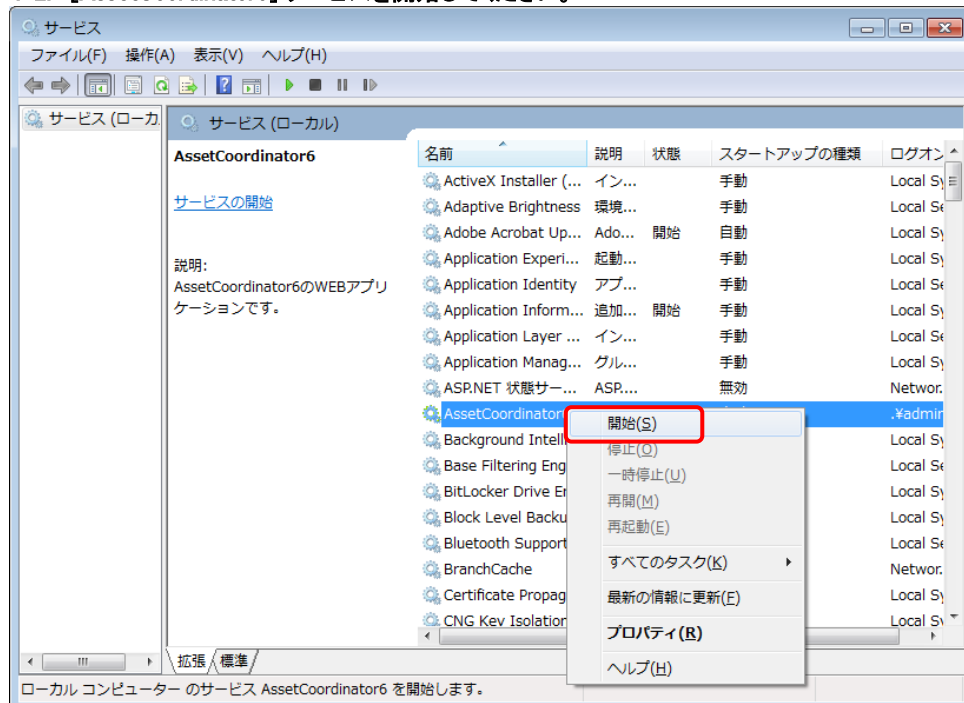 サービス
ファイル(F) 操作(A) 表示(V) ヘルプ(H)
サービス (ローカ
サービス (ローカル)
AssetCoordinator6
サービスの開始
説明:
AssetCoordinator6のWEBアプリ
ケーションです。
名前 説明 状態 スタートアップの種類 ログオン
ActiveX Installer (... イン... 手動 Local Sy
Adaptive Brightness 環境... 手動 Local Se
Adobe Acrobat Up... Ado... 開始 自動 Local Sy
Application Experi... 起動... 手動 Local Sy
Application Identity アプ... 手動 Local Se
Application Inform... 追加... 開始 手動 Local Sy
Application Layer ... イン... 手動 Local Se
Application Manag... グル... 手動 Local Sy
ASP.NET 状態サー... ASP.... 無効 Networ.
AssetCoordinator .¥admin
Background Intelli Local Sy
Base Filtering Eng Local Se
BitLocker Drive En Local Sy
Block Level Backu Local Sy
Bluetooth Support Local Se
BranchCache Networ.
Certificate Propag Local Sy
CNG Key Isolation Local Sy
開始(S)
停止(O)
一時停止(U)
再開(M)
再起動(E)
すべてのタスク(K)
最新の情報に更新(F)
プロパティ(R)
ヘルプ(H)
拡張 標準
ローカル コンピューター のサービス AssetCoordinator6 を開始します。